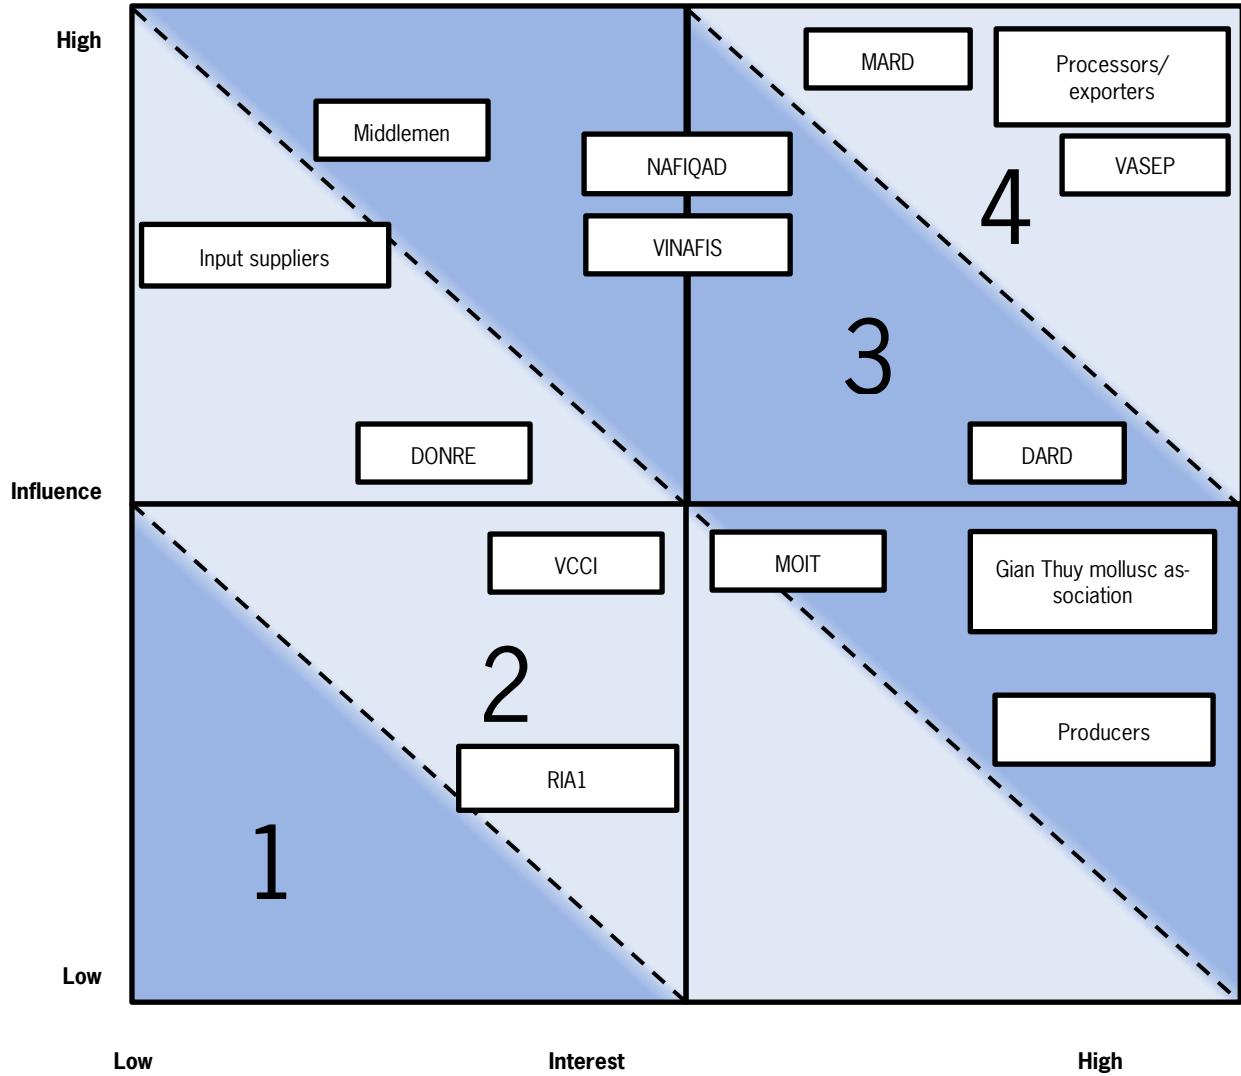 High
MARD
Processors/
exporters
Middlemen
NAFIQAD
VASEP
4
Input suppliers
VINAFIS
3
DONRE
DARD
Influence
VCCI
MOIT
Gian Thuy mollusc as-
sociation
2
Producers
RIA1
1
Low
Low
Interest
High